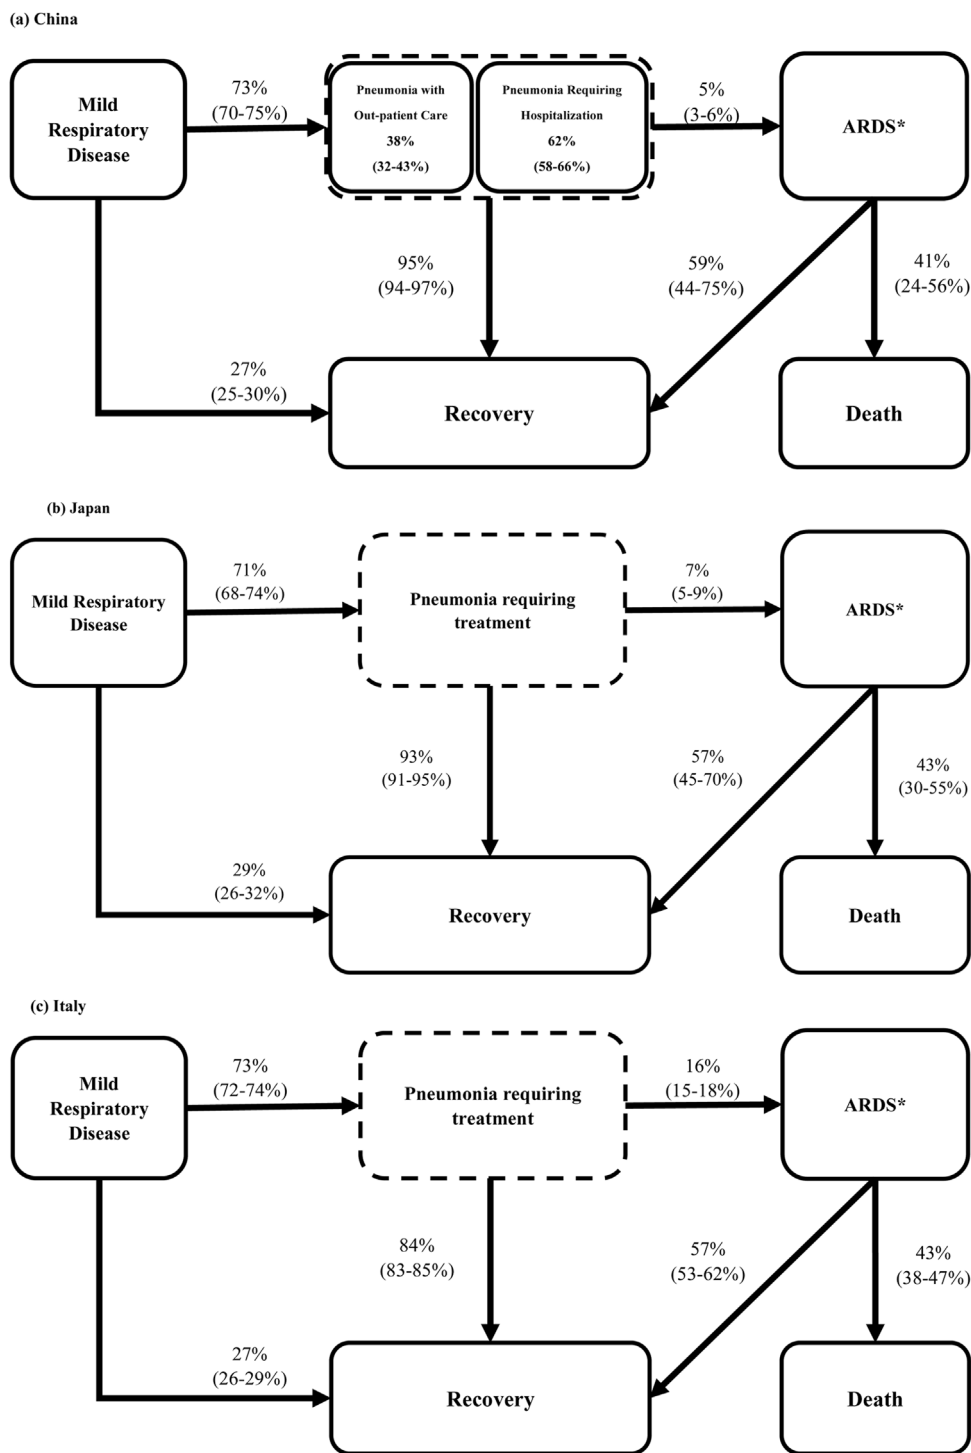 (a) China
Mild
Respiratory
Disease
73%
(70-75%)
Pneumonia with
Out-patient Care
38%
(32-43%)
Pneumonia Requiring
Hospitalization
62%
(58-66%)
5%
(3-6%)
ARDS*
95%
(94-97%)
59%
(44-75%)
41%
(24-56%)
27%
(25-30%)
Recovery
Death
(b) Japan
Mild Respiratory
Disease
71%
(68-74%)
Pneumonia requiring
treatment
7%
(5-9%)
ARDS*
93%
(91-95%)
57%
(45-70%)
43%
(30-55%)
29%
(26-32%)
Recovery
Death
(c) Italy
Mild
Respiratory
Disease
73%
(72-74%)
Pneumonia requiring
treatment
16%
(15-18%)
ARDS*
84%
(83-85%)
57%
(53-62%)
43%
(38-47%)
27%
(26-29%)
Recovery
Death